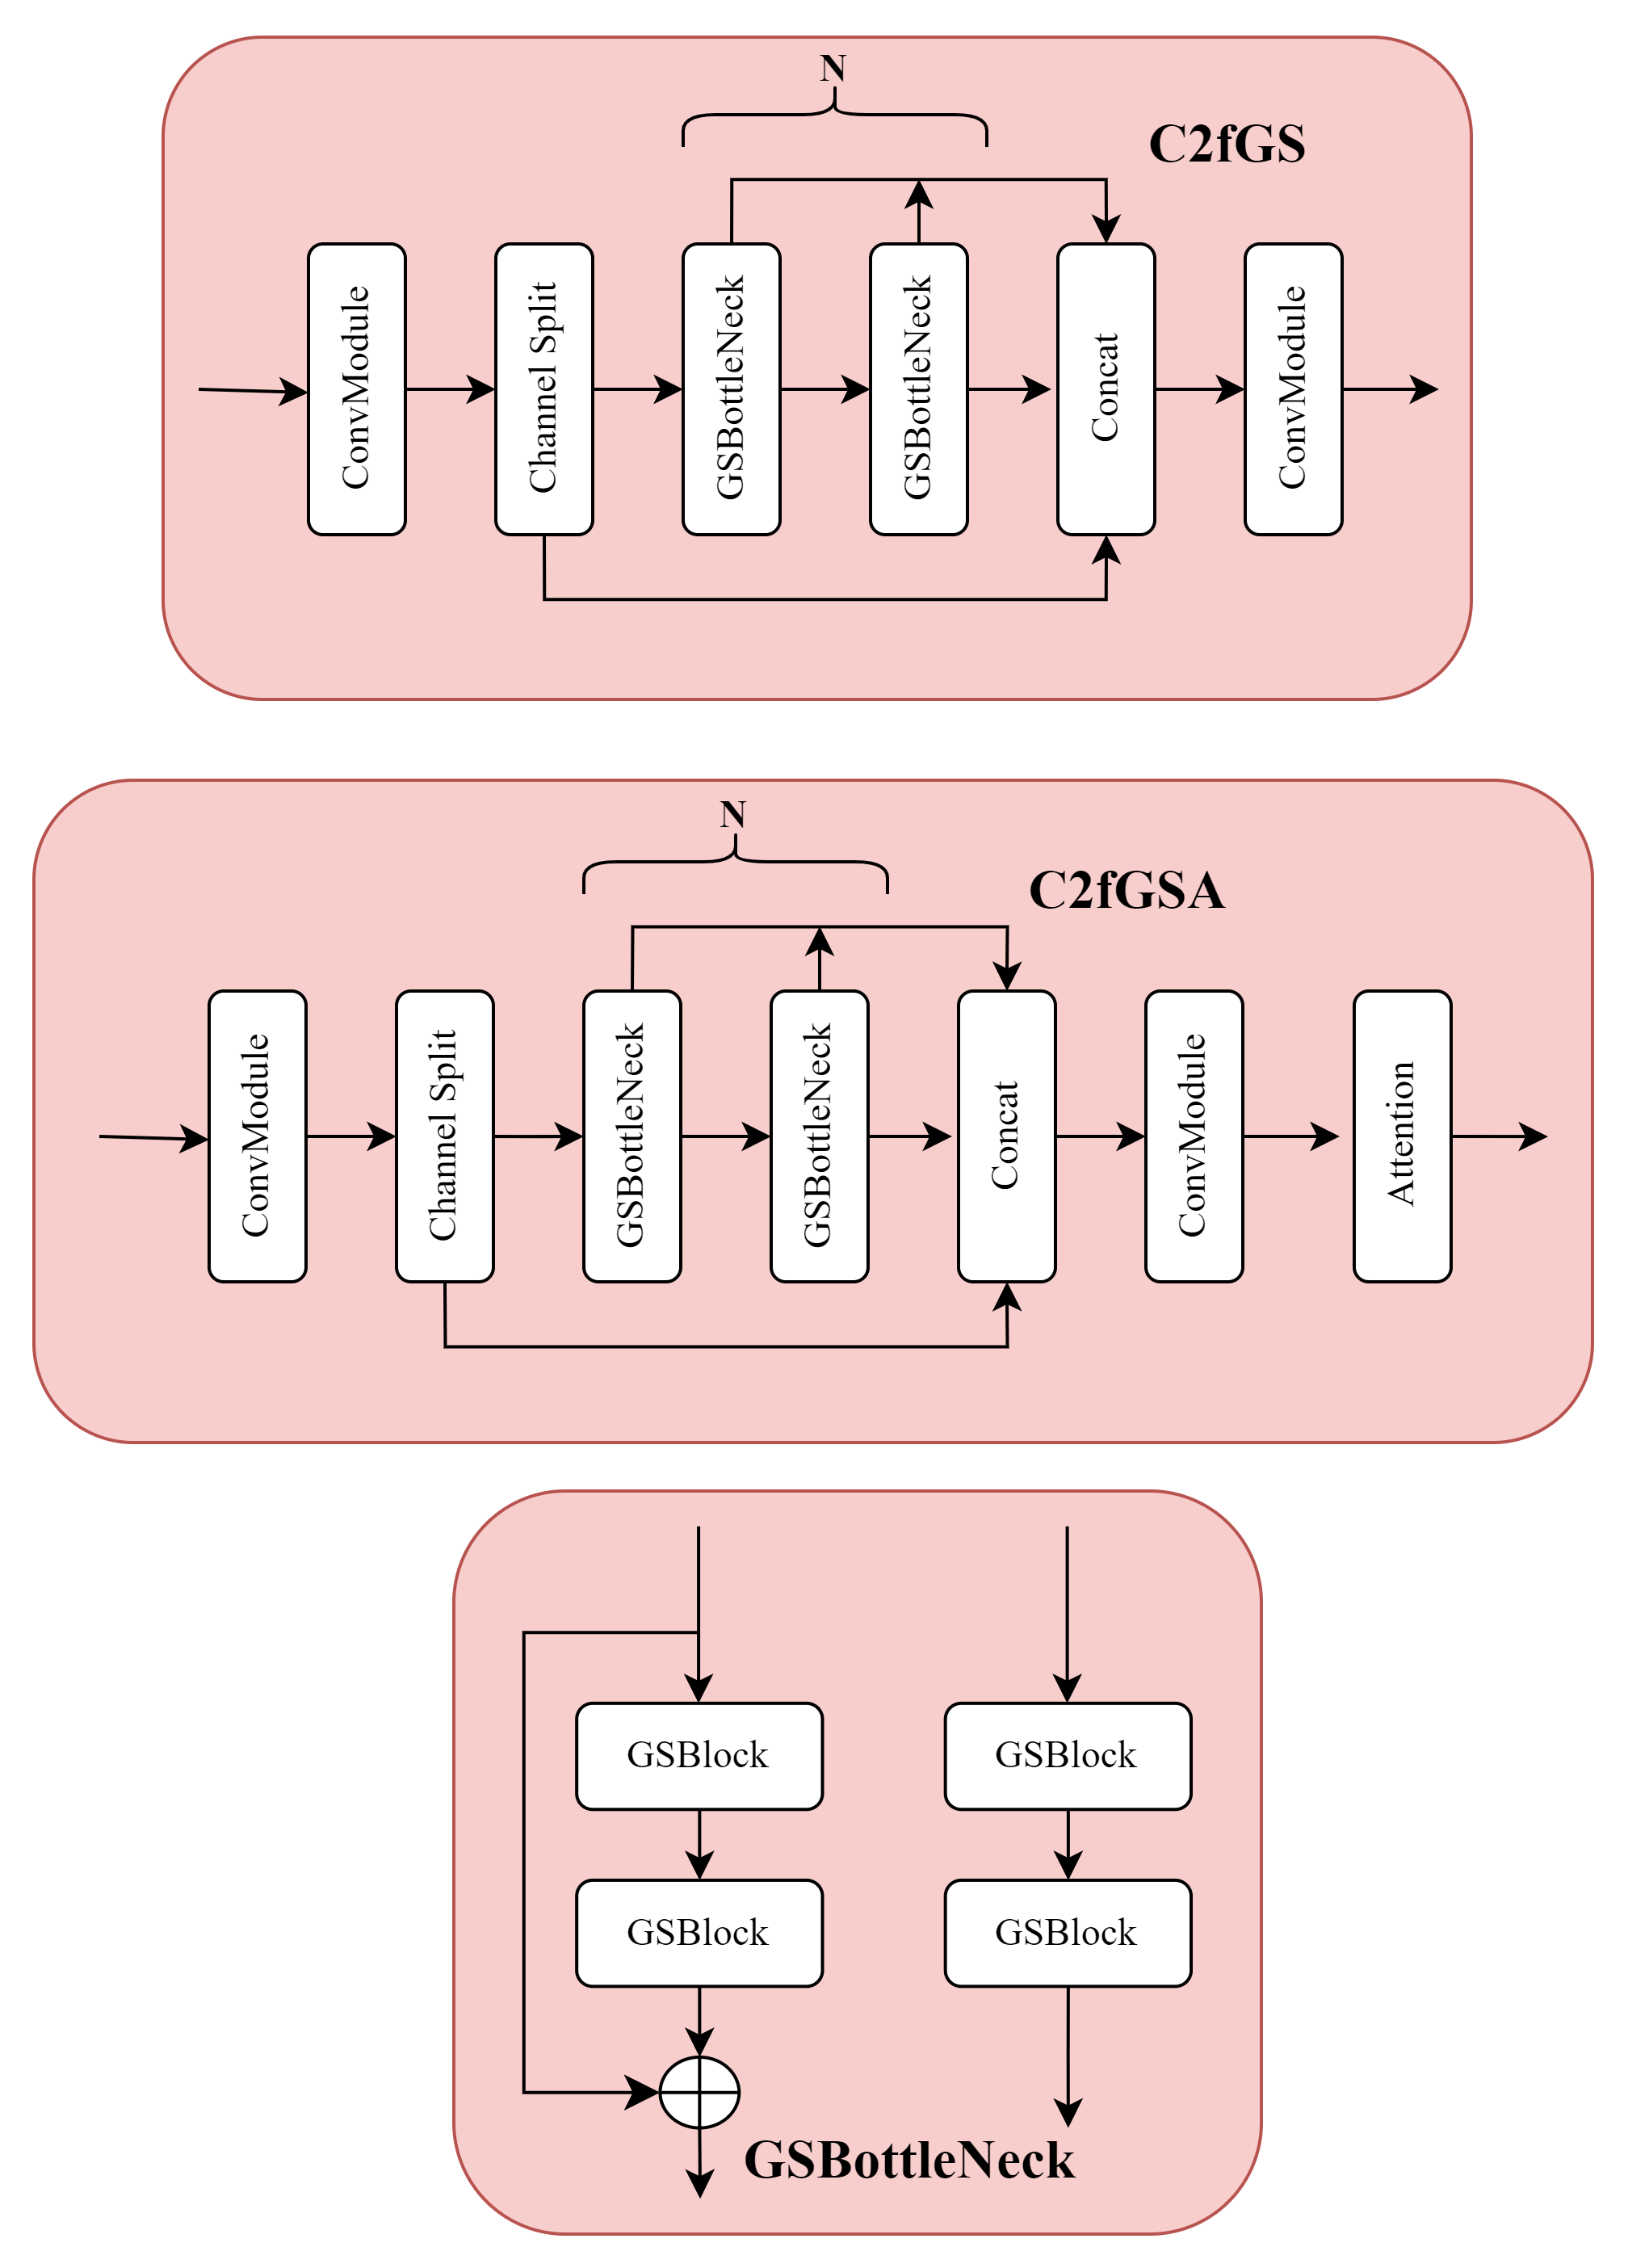 N
C2fGS
ConvModule
Channel Split
GSBottleNeck
GSBottleNeck
Concat
ConvModule
N
C2fGSA
ConvModule
Channel Split
GSBottleNeck
GSBottleNeck
Concat
ConvModule
Attention
GSBlock
GSBlock
GSBlock
GSBlock
GSBottleNeck